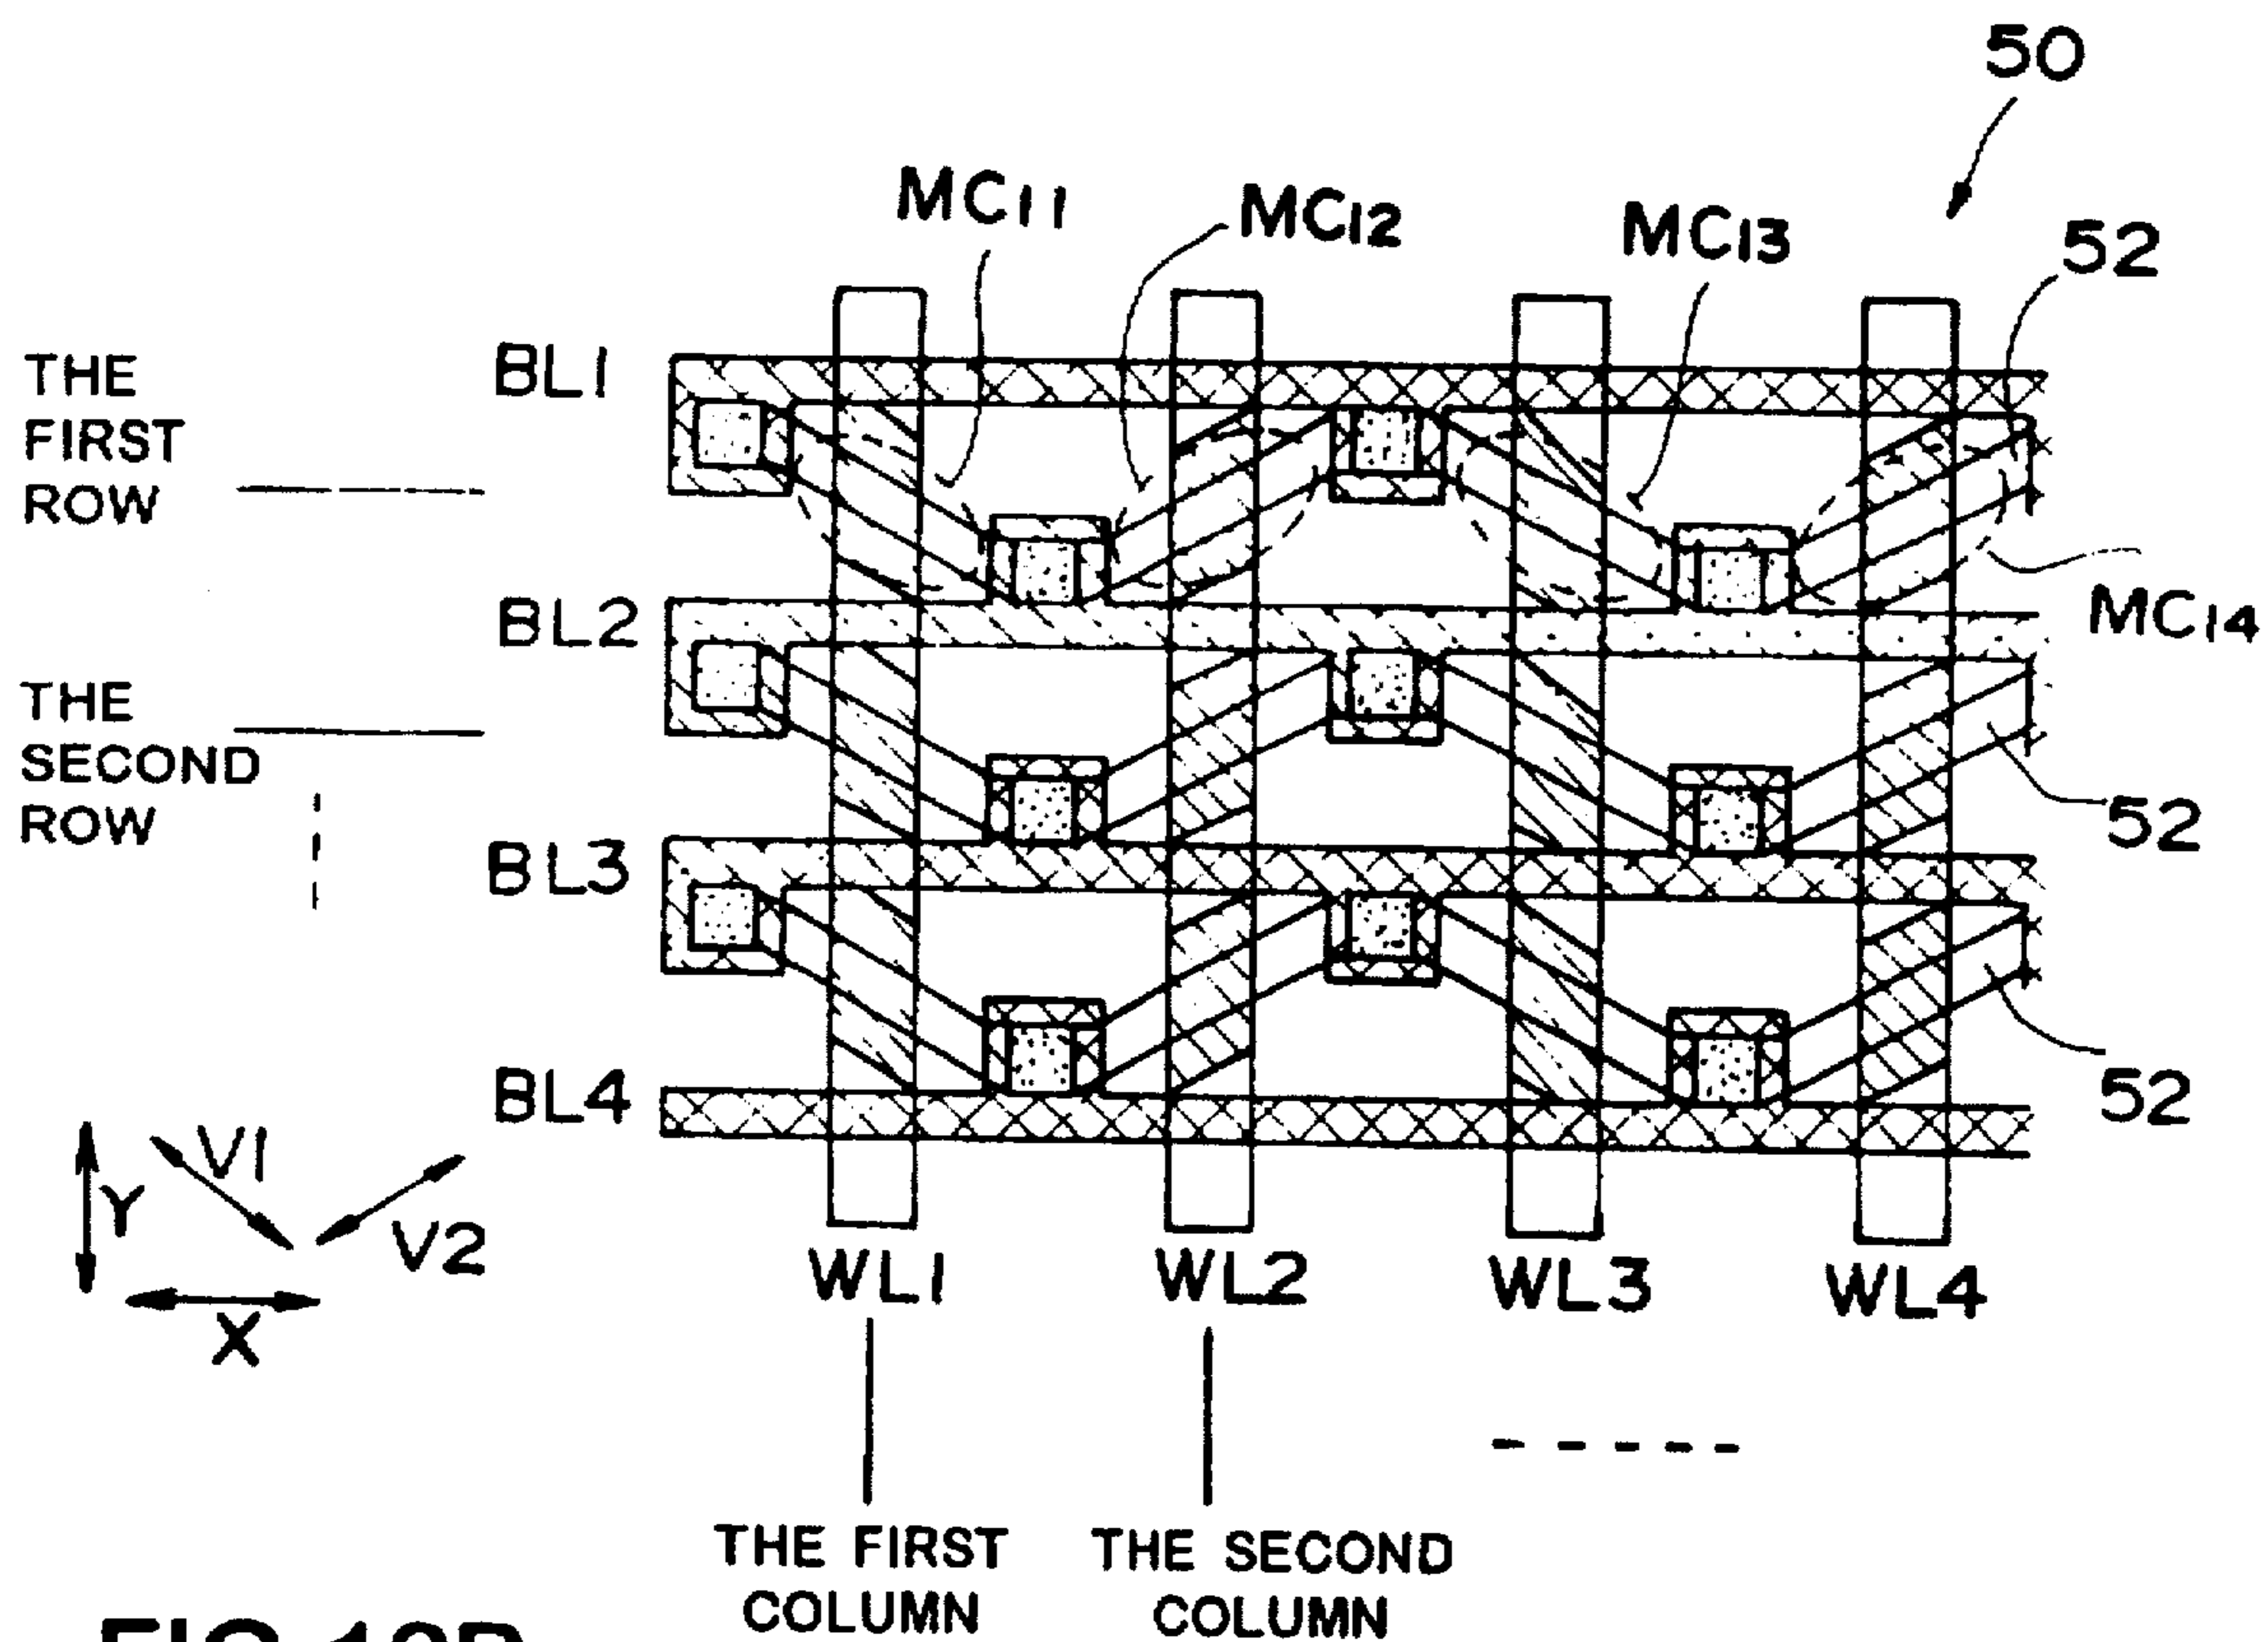 50
MC11
MC12
MC13
52
THE
FIRST
ROW
BL1
BL2
MC14
THE
SECOND
ROW
52
BL3
BL4
52
V1
Y
V2
X
WL1
WL2
WL3
WL4
THE FIRST
COLUMN
THE SECOND
COLUMN